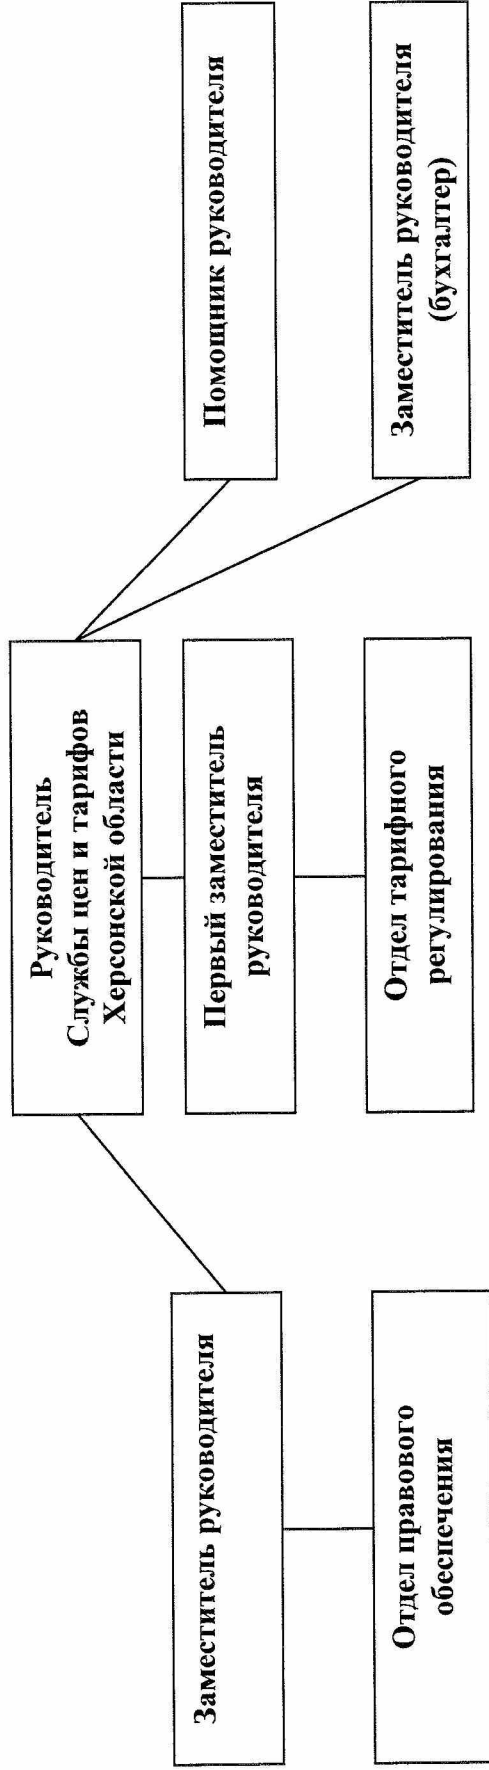 Руководитель
Службы цен и тарифов
Херсонской области
Заместитель руководителя
Первый заместитель
руководителя
Помощник руководителя
Отдел правового
обеспечения
Отдел тарифного
регулирования
Заместитель руководителя
(бухгалтер)